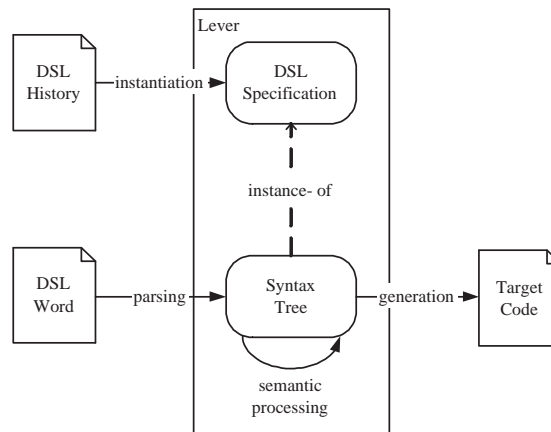 Lever
DSL
History
instantiation
DSL
Specification
instance- of
DSL
Word
parsing
Syntax
Tree
generation
Target
Code
semantic
processing